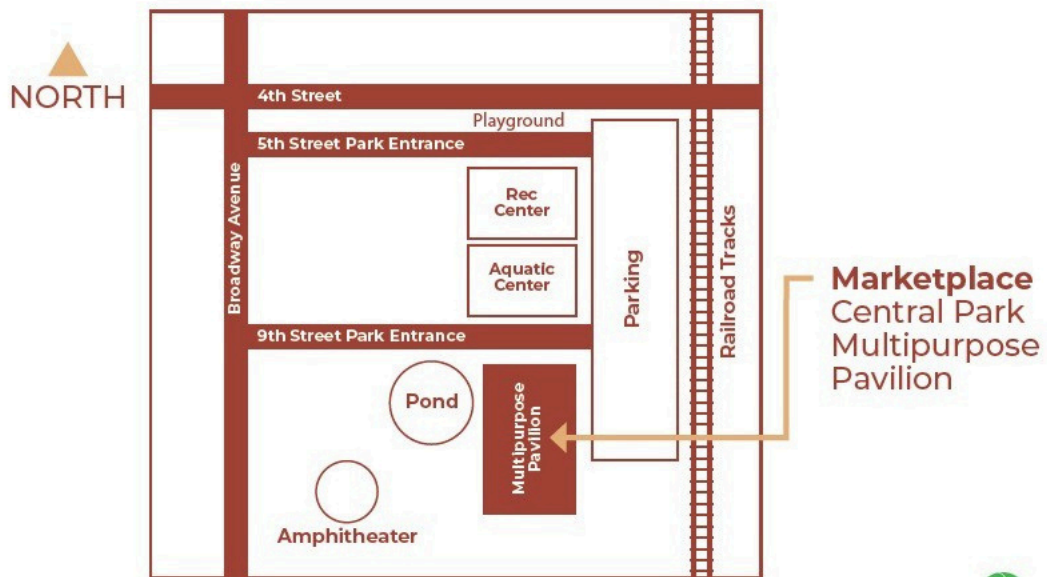 NORTH
4th Street
Playground
5th Street Park Entrance
Broadway Avenue
Rec
Center
Aquatic
Center
Parking
Railroad Tracks
Marketplace
Central Park
Multipurpose
Pavilion
9th Street Park Entrance
Pond
Multipurpose
Pavilion
Amphitheater